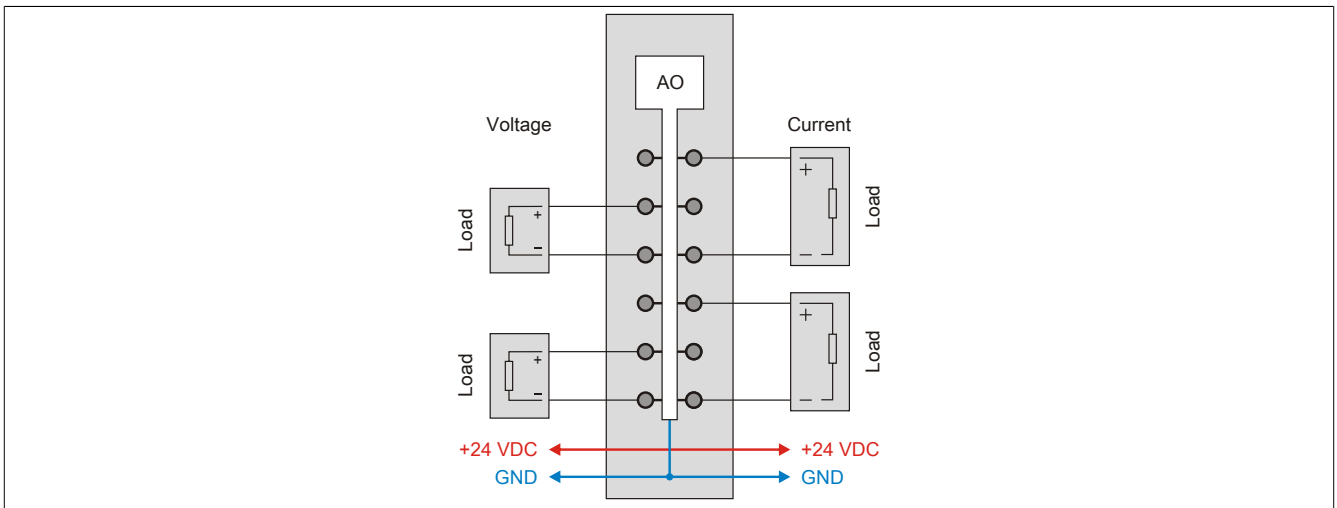 AO
Voltage
Current
+
Load
Load
+
−
−
+
Load
Load
+
−
−
+24 VDC
+24 VDC
GND
GND